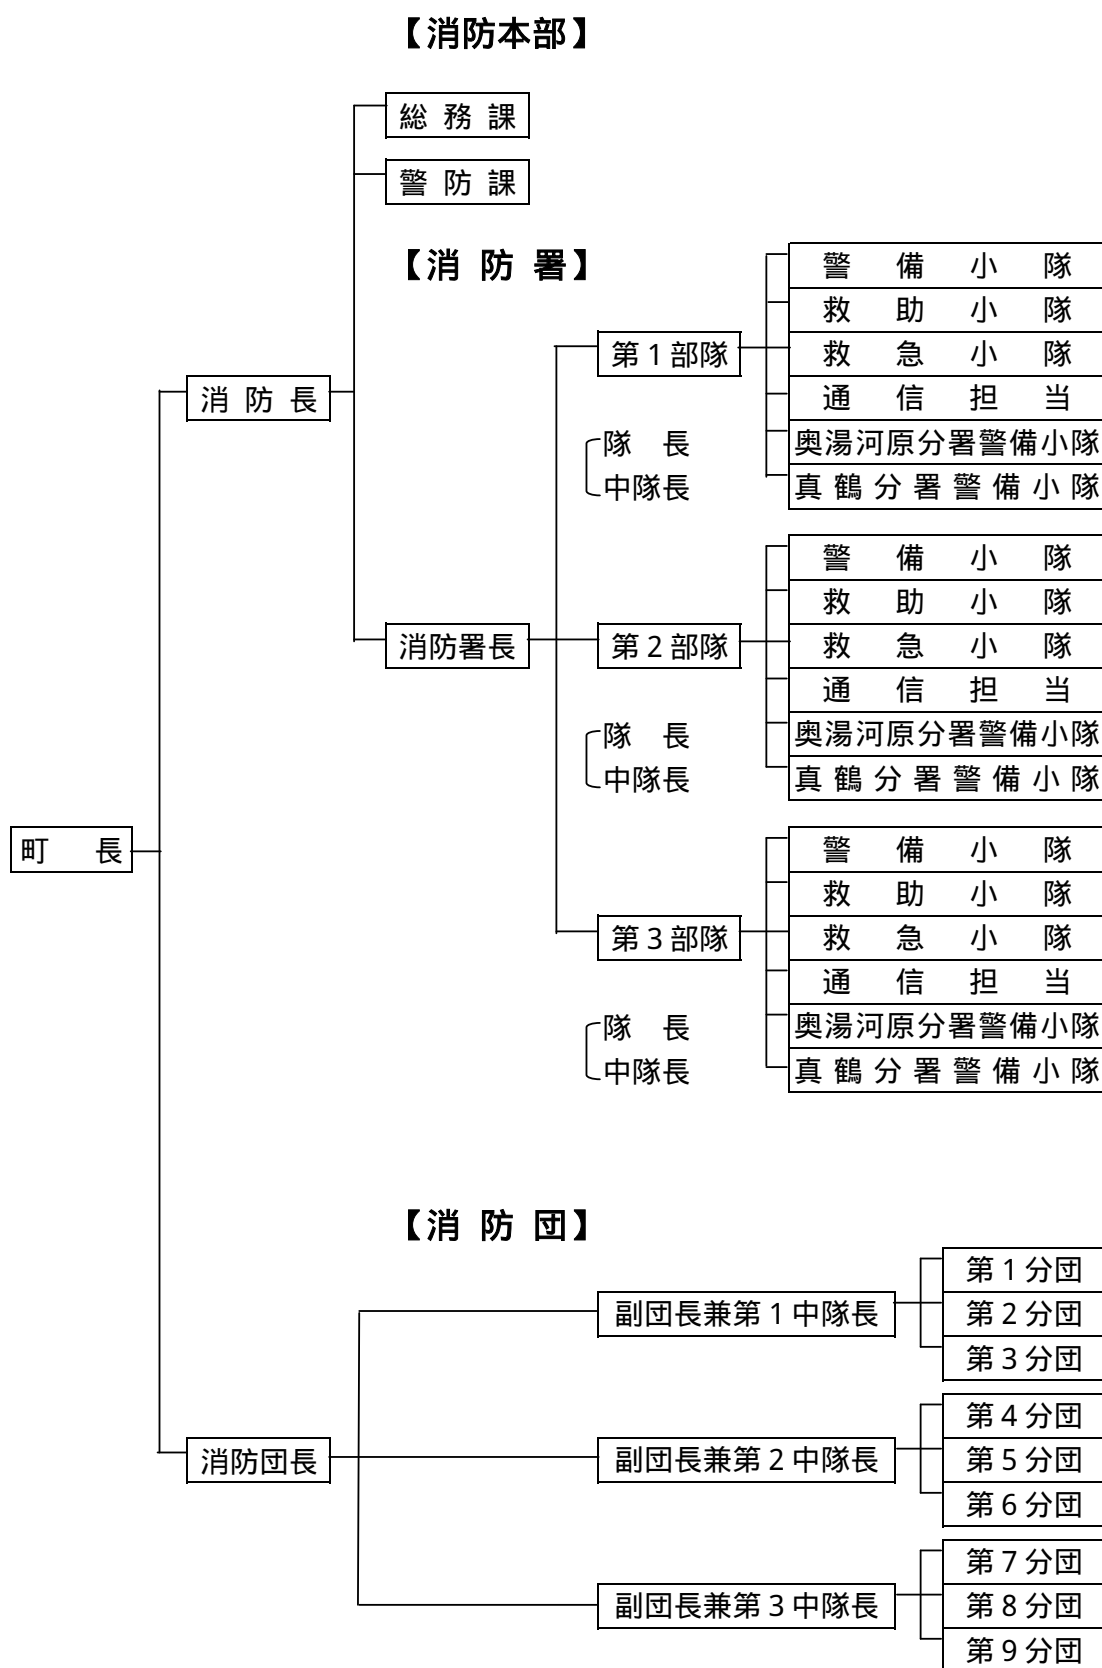 【消防本部】
総務課
警防課
【消防署】
警備小隊
救助小隊
第1部隊
救急小隊
消防長
通信担当
隊長
奥湯河原分署警備小隊
中隊長
真鶴分署警備小隊
警備小隊
救助小隊
消防署長
第2部隊
救急小隊
通信担当
隊長
奥湯河原分署警備小隊
中隊長
真鶴分署警備小隊
町長
警備小隊
救助小隊
第3部隊
救急小隊
通信担当
隊長
奥湯河原分署警備小隊
中隊長
真鶴分署警備小隊
【消防団】
第1分団
副団長兼第1中隊長
第2分団
第3分団
第4分団
消防団長
副団長兼第2中隊長
第5分団
第6分団
第7分団
副団長兼第3中隊長
第8分団
第9分団